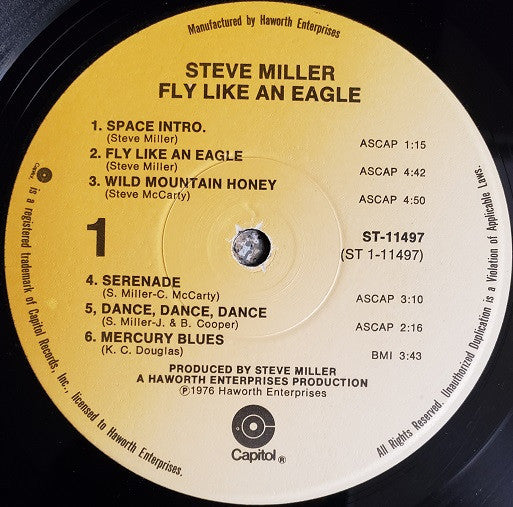 Manufactured by Haworth Enterprises
STEVE MILLER
FLY LIKE AN EAGLE
1. SPACE INTRO.
(Steve Miller) ASCAP 1:15
2. FLY LIKE AN EAGLE
(Steve Miller) ASCAP 4:42
3. WILD MOUNTAIN HONEY
(Steve McCarty) ASCAP 4:50
1
ST-11497
(ST 1-11497)
4. SERENADE
(S. Miller-C. McCarty) ASCAP 3:10
5, DANCE, DANCE, DANCE
(S. Miller-J. & B. Cooper) ASCAP 2:16
6. MERCURY BLUES
(K. C. Douglas) BMI 3:43
PRODUCED BY STEVE MILLER
A HAWORTH ENTERPRISES PRODUCTION
Ⓟ1976 Haworth Enterprises
Capitol®
Capitol is a registered trademark of Capitol Records, Inc., licensed to Haworth Enterprises.
All Rights Reserved. Unauthorized Duplication is a Violation of Applicable Laws.